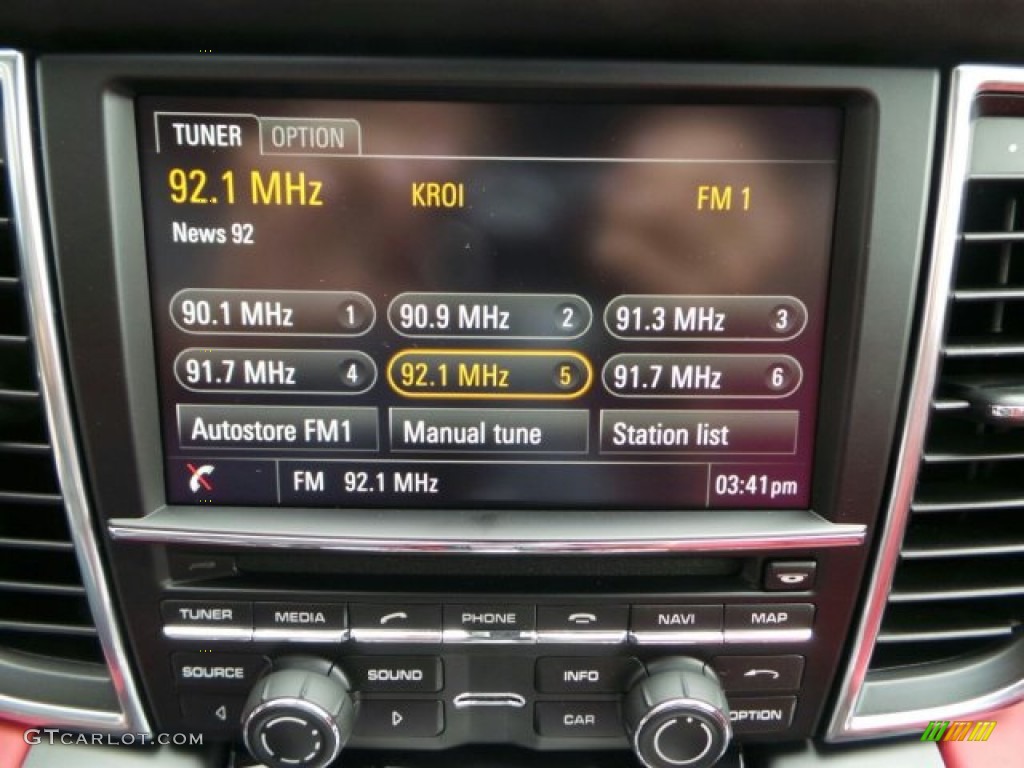 TUNER OPTION
92.1 MHz KROI FM 1
News 92
90.1 MHz 1 90.9 MHz 2 91.3 MHz 3
91.7 MHz 4 92.1 MHz 5 91.7 MHz 6
Autostore FM1 Manual tune Station list
FM 92.1 MHz 03:41pm
TUNER MEDIA PHONE NAVI MAP
SOURCE SOUND INFO
CAR OPTION
GTCARLOT.COM